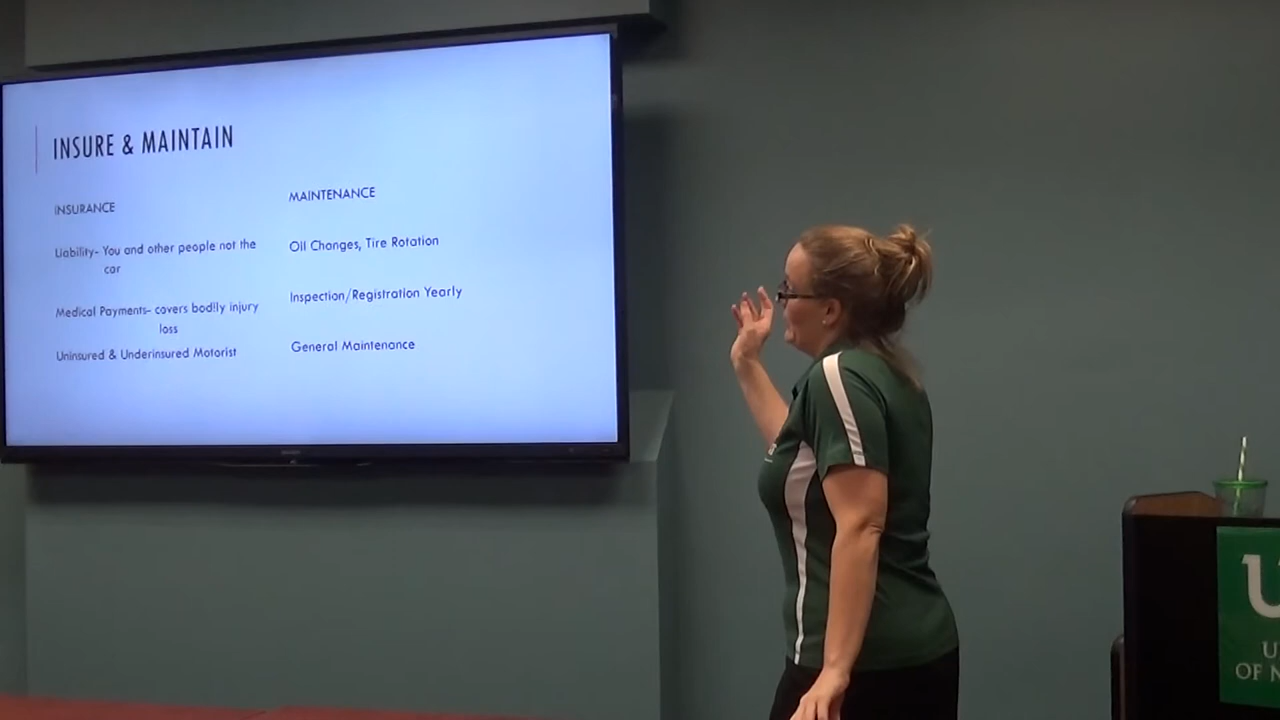 INSURE & MAINTAIN
INSURANCE
Liability- You and other people not the
car
Medical Payments- covers bodily injury
loss
Uninsured & Underinsured Motorist
MAINTENANCE
Oil Changes, Tire Rotation
Inspection/Registration Yearly
General Maintenance
U
OF N